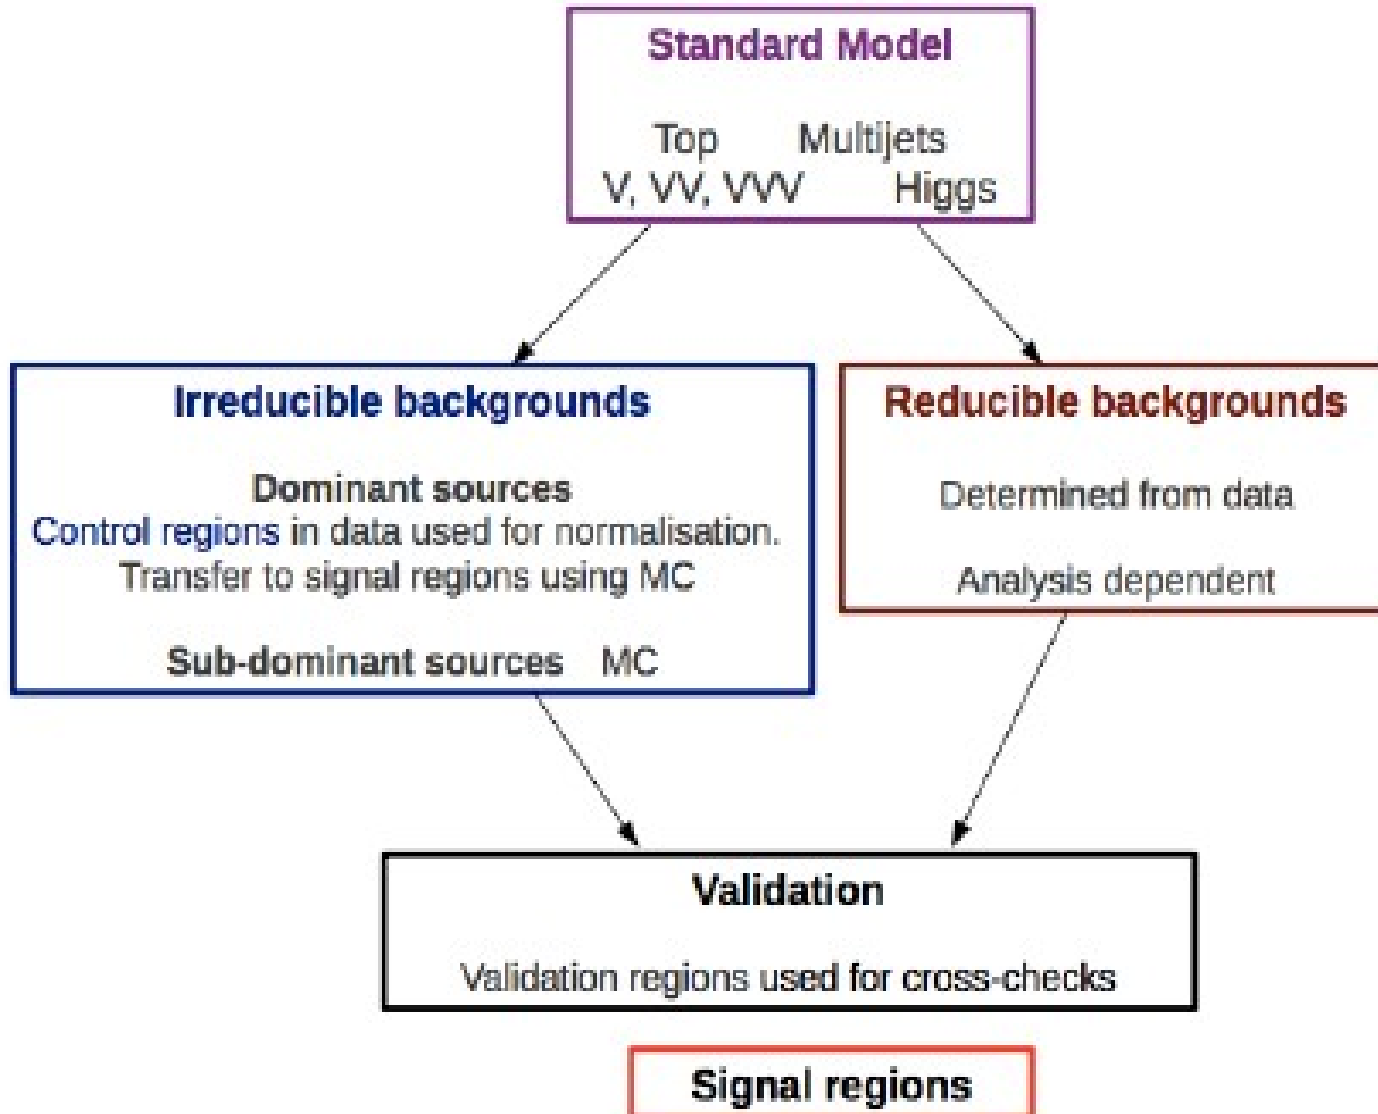 Standard Model
Top Multijets
V, VV, VVV Higgs
Irreducible backgrounds
Dominant sources
Control regions in data used for normalisation.
Transfer to signal regions using MC
Sub-dominant sources MC
Reducible backgrounds
Determined from data
Analysis dependent
Validation
Validation regions used for cross-checks
Signal regions